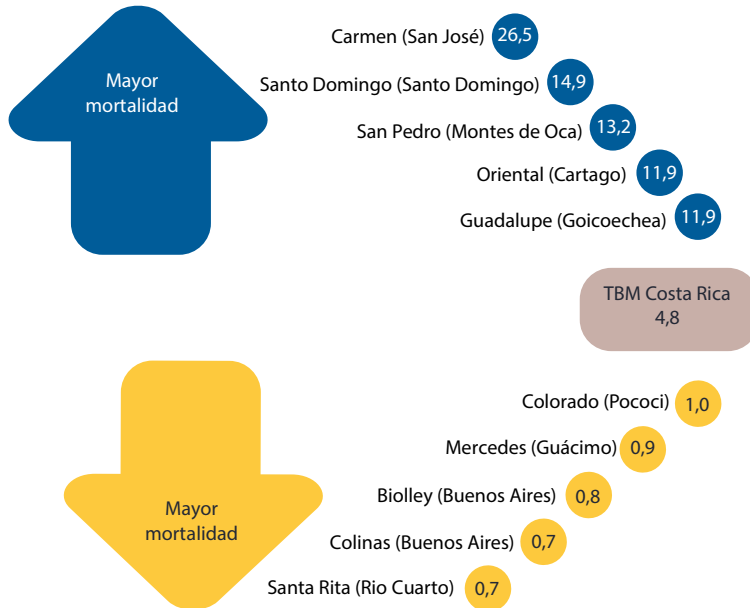 Mayor
mortalidad
Carmen (San José) 26,5
Santo Domingo (Santo Domingo) 14,9
San Pedro (Montes de Oca) 13,2
Oriental (Cartago) 11,9
Guadalupe (Goicoechea) 11,9
TBM Costa Rica
4,8
Colorado (Pococi) 1,0
Mercedes (Guácimo) 0,9
Biolley (Buenos Aires) 0,8
Colinas (Buenos Aires) 0,7
Santa Rita (Rio Cuarto) 0,7
Mayor
mortalidad